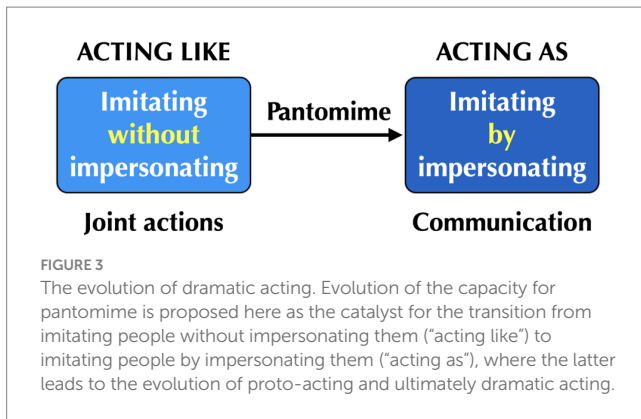 ACTING LIKE
ACTING AS
Imitating
without
impersonating
Pantomime
Imitating
by
impersonating
Joint actions
Communication
FIGURE 3
The evolution of dramatic acting. Evolution of the capacity for
pantomime is proposed here as the catalyst for the transition from
imitating people without impersonating them (“acting like”) to
imitating people by impersonating them (“acting as”), where the latter
leads to the evolution of proto-acting and ultimately dramatic acting.